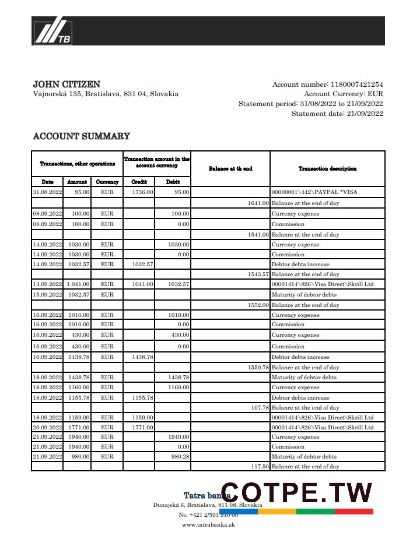 TB
JOHN CITIZEN
Vajnorská 135, Bratislava, 831 04, Slovakia
Account number: 1180007421254
Account Currency: EUR
Statement period: 31/08/2022 to 21/09/2022
Statement date: 21/09/2022
ACCOUNT SUMMARY
Transactions, other operations Transaction amount in the account currency Balance at th end Transaction description
Date Amount Currency Credit Debit
31.08.2022 95.00 EUR 1736.00 95.00 00000001\442\PAYPAL *VISA
1641.00 Balance at the end of day
08.09.2022 100.00 EUR 100.00 Currency expense
08.09.2022 100.00 EUR 0.00 Commission
1541.00 Balance at the end of day
14.09.2022 1030.00 EUR 1030.00 Currency expense
14.09.2022 1030.00 EUR 0.00 Commission
14.09.2022 1032.57 EUR 1032.57 Debtor debts increase
1543.57 Balance at the end of day
14.09.2022 1.041.00 EUR 1041.00 1032.57 00001414\826\Visa Direct\Skrill Ltd
15.09.2022 1032.57 EUR Maturity of debtor debts
1552.00 Balance at the end of day
16.09.2022 1010.00 EUR 1010.00 Currency expense
16.09.2022 1010.00 EUR 0.00 Commission
16.09.2022 430.00 EUR 430.00 Currency expense
16.09.2022 430.00 EUR 0.00 Commission
16.09.2022 1438.78 EUR 1438.78 Debtor debts increase
1550.78 Balance at the end of day
18.09.2022 1438.78 EUR 1438.78 Maturity of debtor debts
18.09.2022 1160.00 EUR 1160.00 Currency expense
18.09.2022 1155.78 EUR 1155.78 Debtor debts increase
107.78 Balance at the end of day
18.09.2022 1159.00 EUR 1159.00 00001414\826\Visa Direct\Skrill Ltd
20.09.2022 1771.00 EUR 1771.00 00001414\826\Visa Direct\Skrill Ltd
21.09.2022 1940.00 EUR 1940.00 Currency expense
21.09.2022 1940.00 EUR 0.00 Commission
21.09.2022 980.00 EUR 980.28 Maturity of debtor debts
117.50 Balance at the end of day
Tatra banka
Dunajská 6, Bratislava, 811 08, Slovakia
No. +421 2/591
www.tatrabanka.sk
COTPE.TW